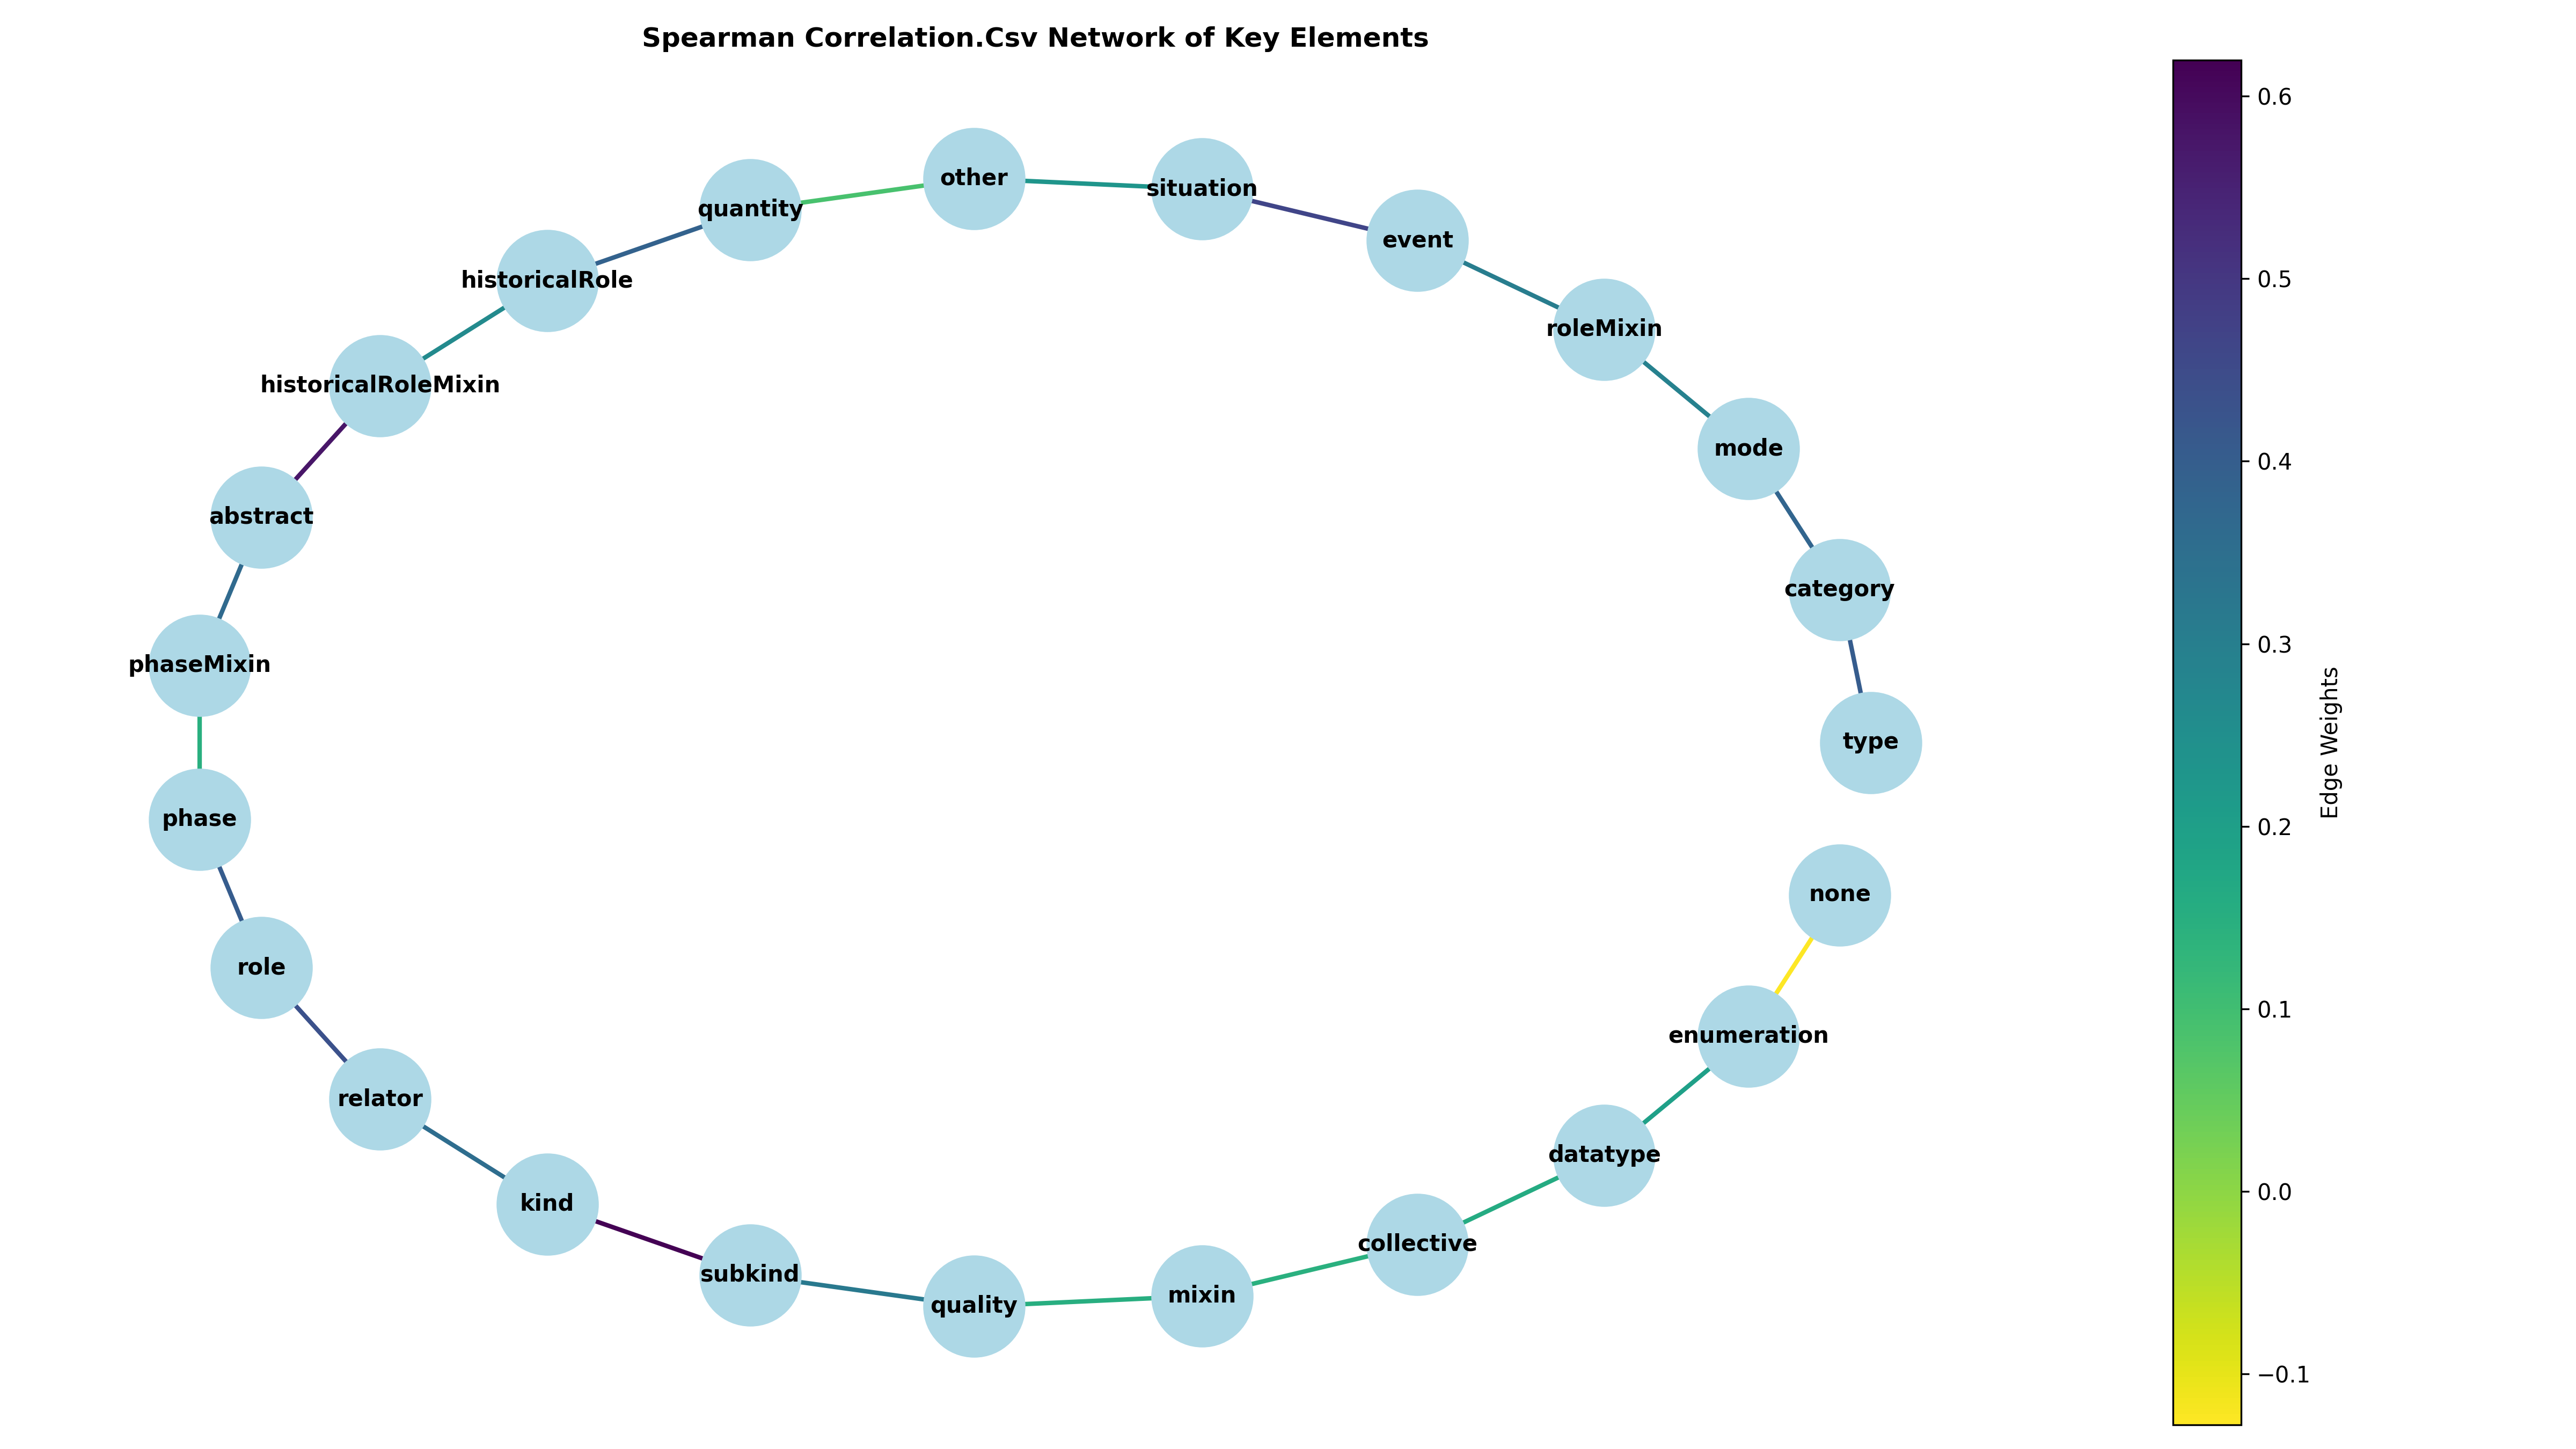 Spearman Correlation.Csv Network of Key Elements
other
situation
quantity
event
historicalRole
roleMixin
historicalRoleMixin
mode
abstract
category
phaseMixin
type
phase
none
role
enumeration
relator
datatype
kind
collective
subkind
quality
mixin
0.6
0.5
0.4
0.3
0.2
0.1
0.0
−0.1
Edge Weights